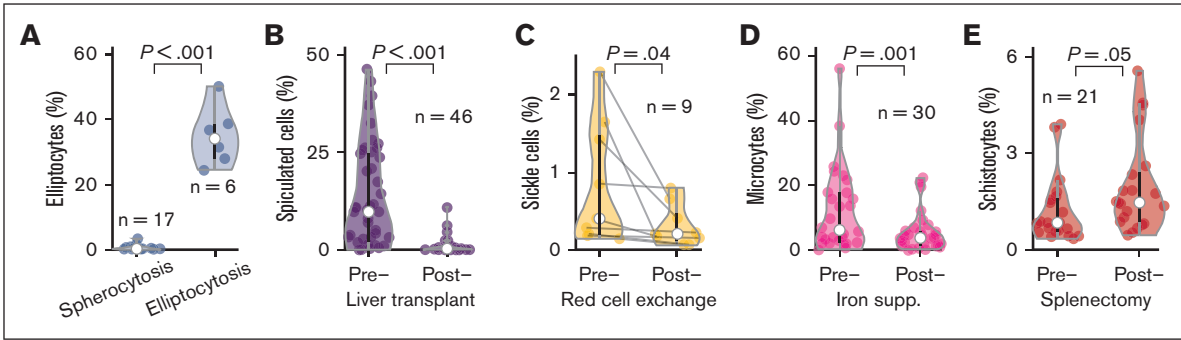 A
Elliptocytes (%)
60
40
20
0
P < .001
n = 17
n = 6
Spherocytosis
Elliptocytosis
B
Spiculated cells (%)
50
25
0
P < .001
n = 46
Pre–
Post–
Liver transplant
C
Sickle cells (%)
2
1
0
P = .04
n = 9
Pre–
Post–
Red cell exchange
D
Microcytes (%)
60
40
20
0
P = .001
n = 30
Pre–
Post–
Iron supp.
E
Schistocytes (%)
6
3
0
P = .05
n = 21
Pre–
Post–
Splenectomy